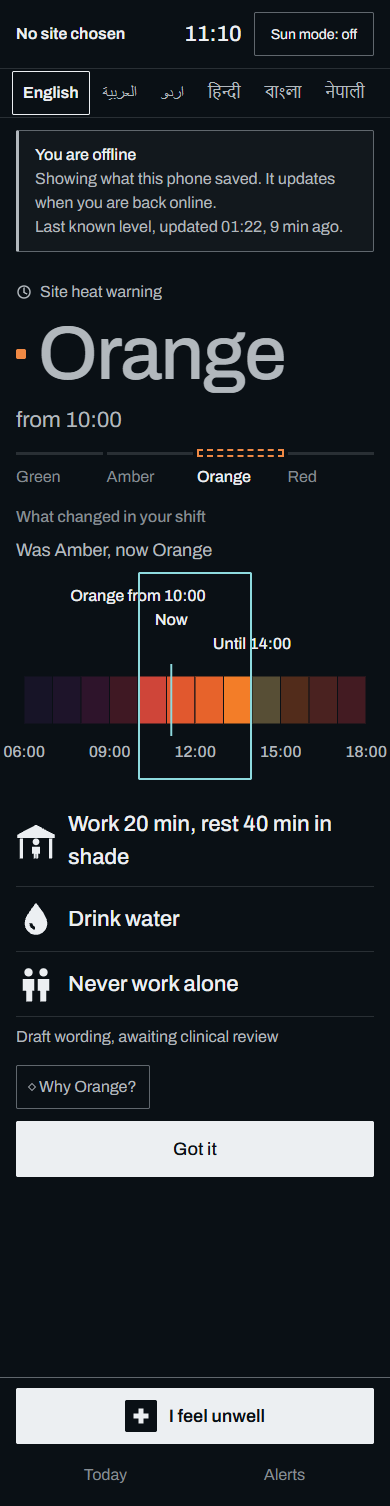 No site chosen
11:10
Sun mode: off
English
العربية
اردو
हिन्दी
বাংলা
नेपाली
You are offline
Showing what this phone saved. It updates
when you are back online.
Last known level, updated 01:22, 9 min ago.
Site heat warning
Orange
from 10:00
Green
Amber
Orange
Red
What changed in your shift
Was Amber, now Orange
Orange from 10:00
Now
Until 14:00
06:00
09:00
12:00
15:00
18:00
Work 20 min, rest 40 min in
shade
Drink water
Never work alone
Draft wording, awaiting clinical review
Why Orange?
Got it
I feel unwell
Today
Alerts